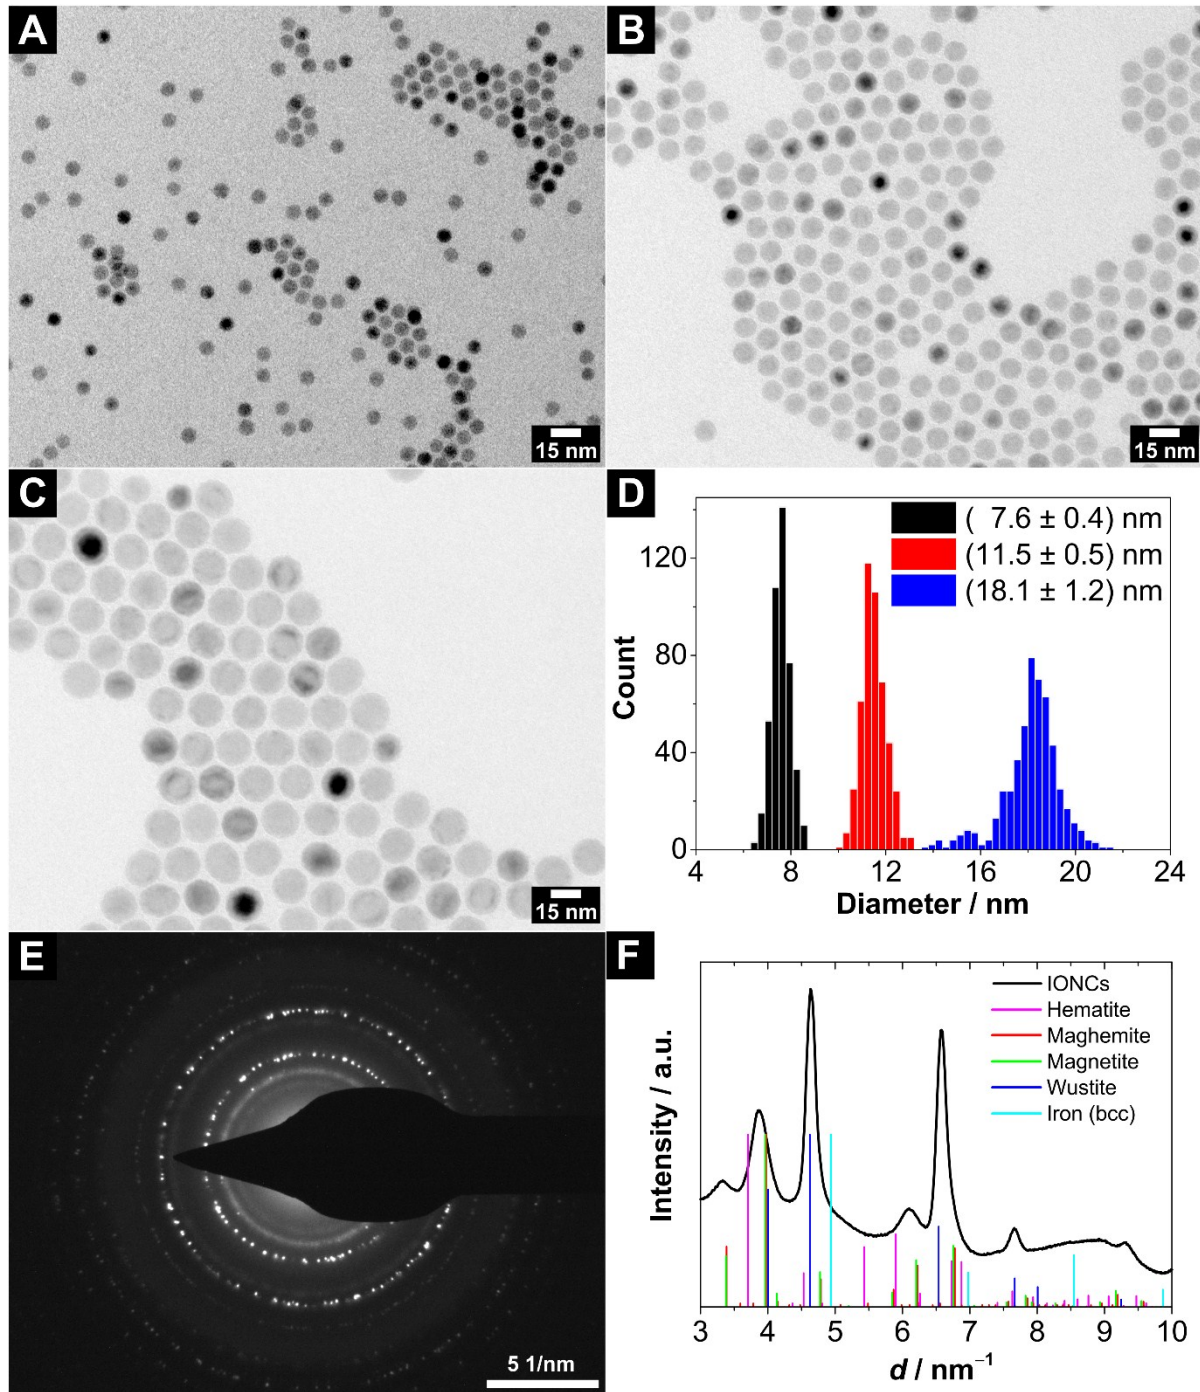 A
15 nm
B
15 nm
C
15 nm
D
( 7.6 ± 0.4) nm
(11.5 ± 0.5) nm
(18.1 ± 1.2) nm
120
80
40
0
Count
4 8 12 16 20 24
Diameter / nm
E
5 1/nm
F
IONCs
Hematite
Maghemite
Magnetite
Wustite
Iron (bcc)
Intensity / a.u.
3 4 5 6 7 8 9 10
d / nm⁻¹